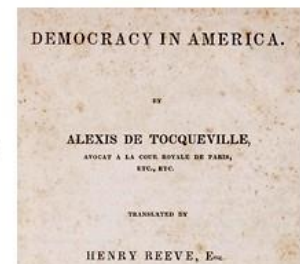 DEMOCRACY IN AMERICA.
BY
ALEXIS DE TOCQUEVILLE,
AVOCAT A LA COUR ROYALE DE PARIS,
ETC., ETC.
TRANSLATED BY
HENRY REEVE, Esq.